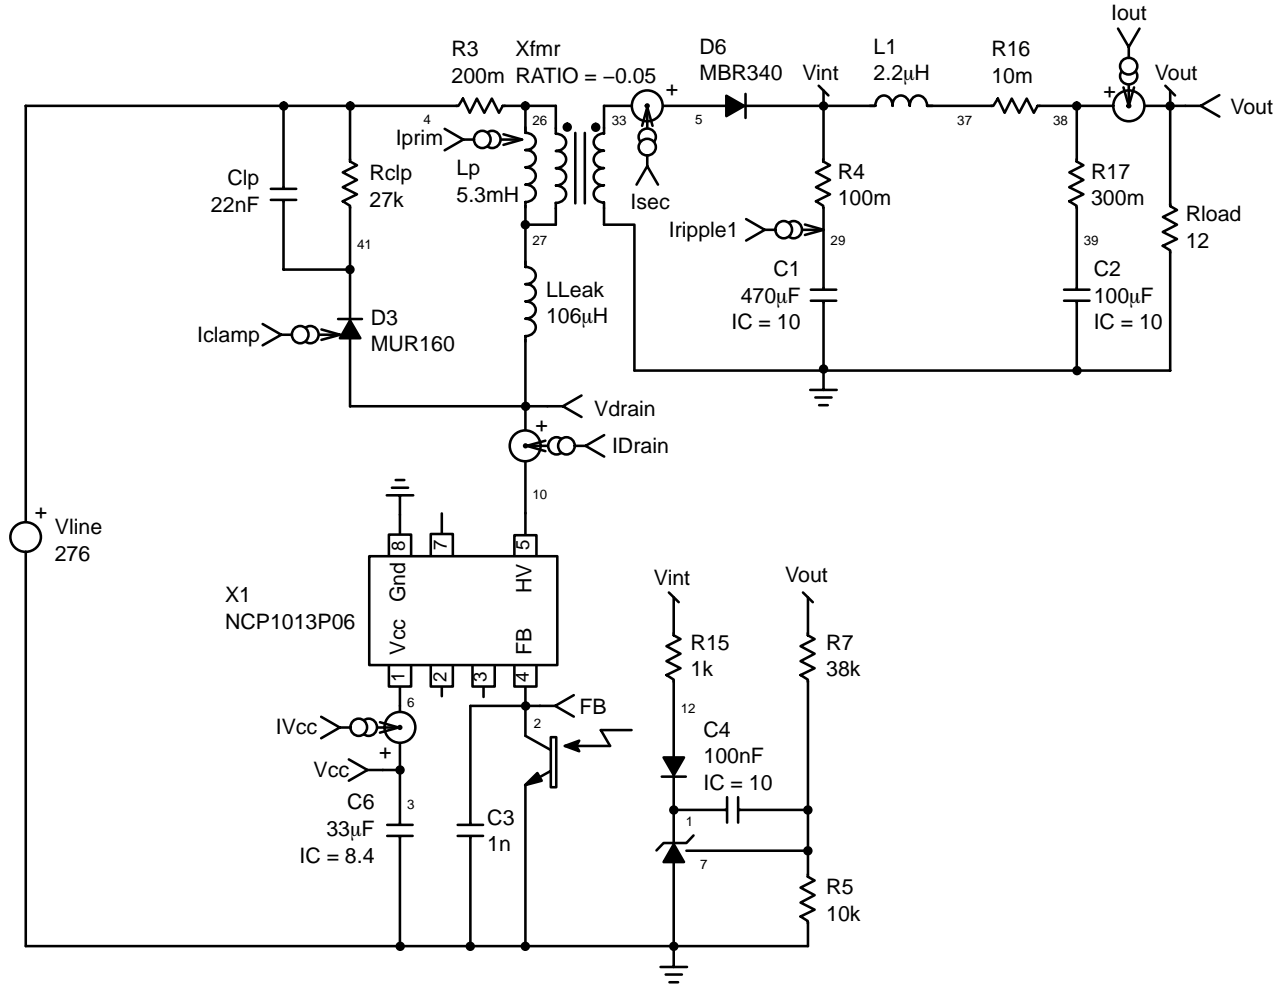 Iout
R3
200m
Xfmr
RATIO = −0.05
D6
MBR340
Vint
L1
2.2μH
R16
10m
Vout
+
4
26
33
+
5
37
38
Vout
Iprim
Lp
5.3mH
Isec
Clp
22nF
Rclp
27k
R4
100m
R17
300m
Rload
12
41
27
Iripple1
29
39
LLeak
106μH
C1
470μF
IC = 10
C2
100μF
IC = 10
Iclamp
D3
MUR160
Vdrain
+
IDrain
10
+
Vline
276
8
7
5
Gnd
HV
X1
NCP1013P06
Vcc
FB
1
2
3
4
Vint
Vout
R15
1k
R7
38k
6
FB
2
12
IVcc
+
Vcc
C4
100nF
IC = 10
C6
33μF
IC = 8.4
3
C3
1n
1
7
R5
10k